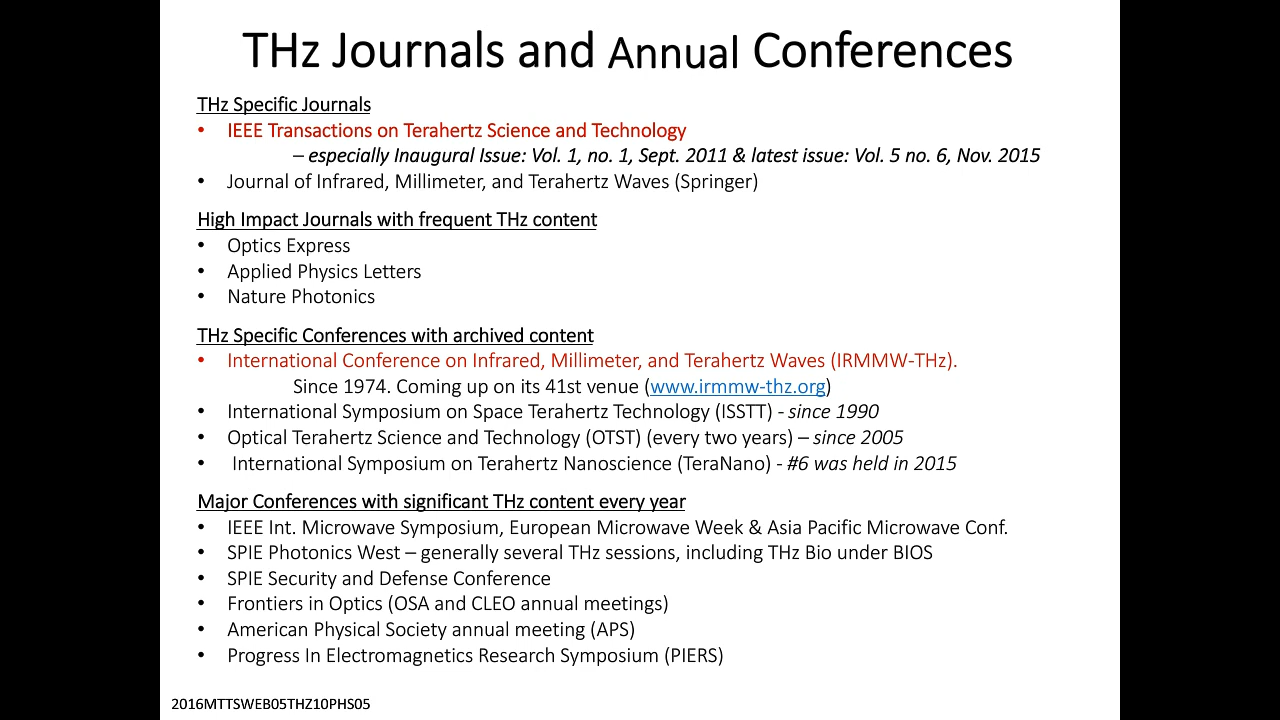 THz Journals and Annual Conferences
THz Specific Journals
• IEEE Transactions on Terahertz Science and Technology
– especially Inaugural Issue: Vol. 1, no. 1, Sept. 2011 & latest issue: Vol. 5 no. 6, Nov. 2015
• Journal of Infrared, Millimeter, and Terahertz Waves (Springer)
High Impact Journals with frequent THz content
• Optics Express
• Applied Physics Letters
• Nature Photonics
THz Specific Conferences with archived content
• International Conference on Infrared, Millimeter, and Terahertz Waves (IRMMW-THz).
Since 1974. Coming up on its 41st venue (www.irmmw-thz.org)
• International Symposium on Space Terahertz Technology (ISSTT) - since 1990
• Optical Terahertz Science and Technology (OTST) (every two years) – since 2005
• International Symposium on Terahertz Nanoscience (TeraNano) - #6 was held in 2015
Major Conferences with significant THz content every year
• IEEE Int. Microwave Symposium, European Microwave Week & Asia Pacific Microwave Conf.
• SPIE Photonics West – generally several THz sessions, including THz Bio under BIOS
• SPIE Security and Defense Conference
• Frontiers in Optics (OSA and CLEO annual meetings)
• American Physical Society annual meeting (APS)
• Progress In Electromagnetics Research Symposium (PIERS)
2016MTTSWEB05THZ10PHS05